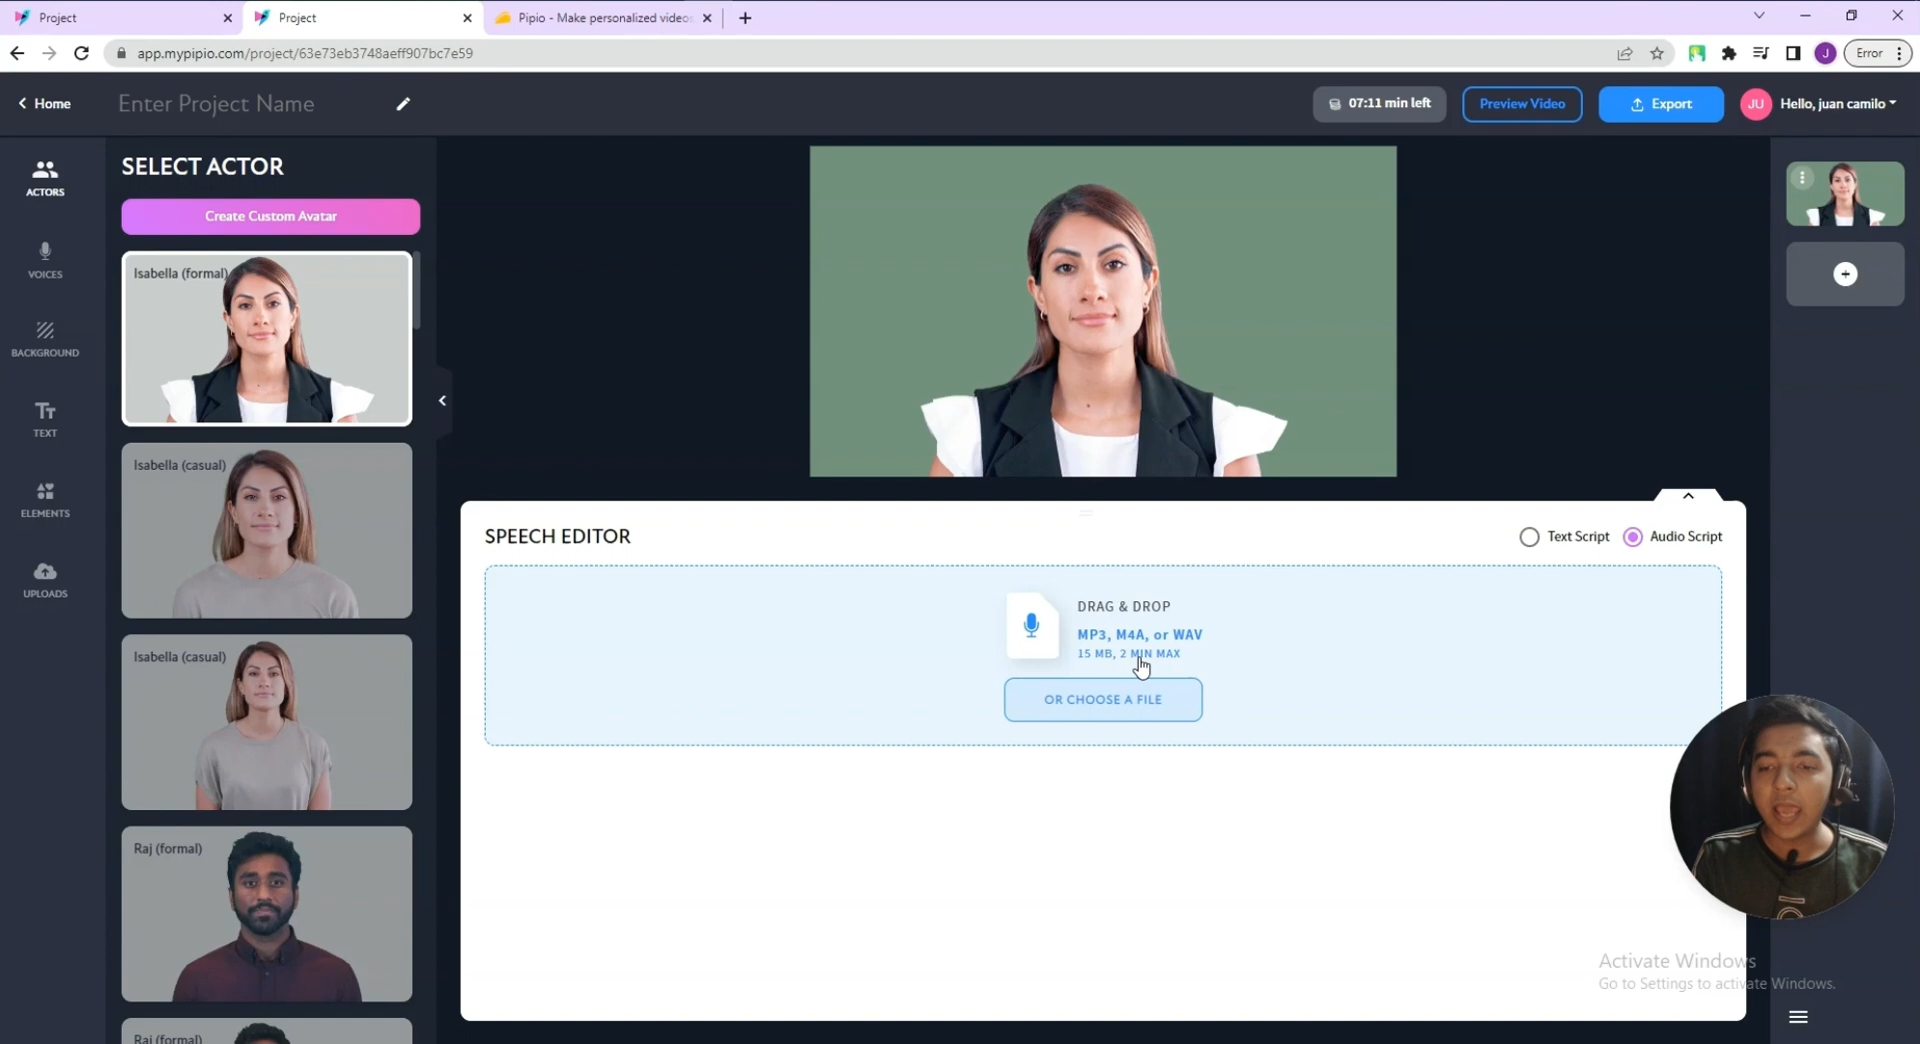 Project
Project
Pipio - Make personalized videos
app.mypipio.com/project/63e73eb3748aeff907bc7e59
J
Error
Home
Enter Project Name
07:11 min left
Preview Video
Export
JU
Hello, juan camilo
ACTORS
VOICES
BACKGROUND
TT
TEXT
ELEMENTS
UPLOADS
SELECT ACTOR
Create Custom Avatar
Isabella (formal)
Isabella (casual)
Isabella (casual)
Raj (formal)
Raj (formal)
SPEECH EDITOR
Text Script
Audio Script
DRAG & DROP
MP3, M4A, or WAV
15 MB, 2 MIN MAX
OR CHOOSE A FILE
Activate Windows
Go to Settings to activate Windows.